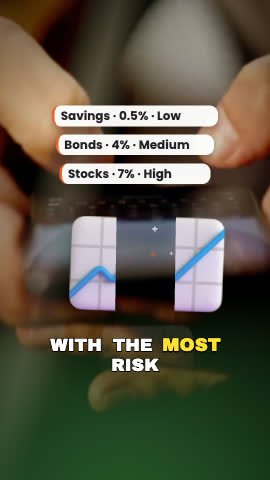 Savings · 0.5% · Low
Bonds · 4% · Medium
Stocks · 7% · High
WITH THE MOST
RISK